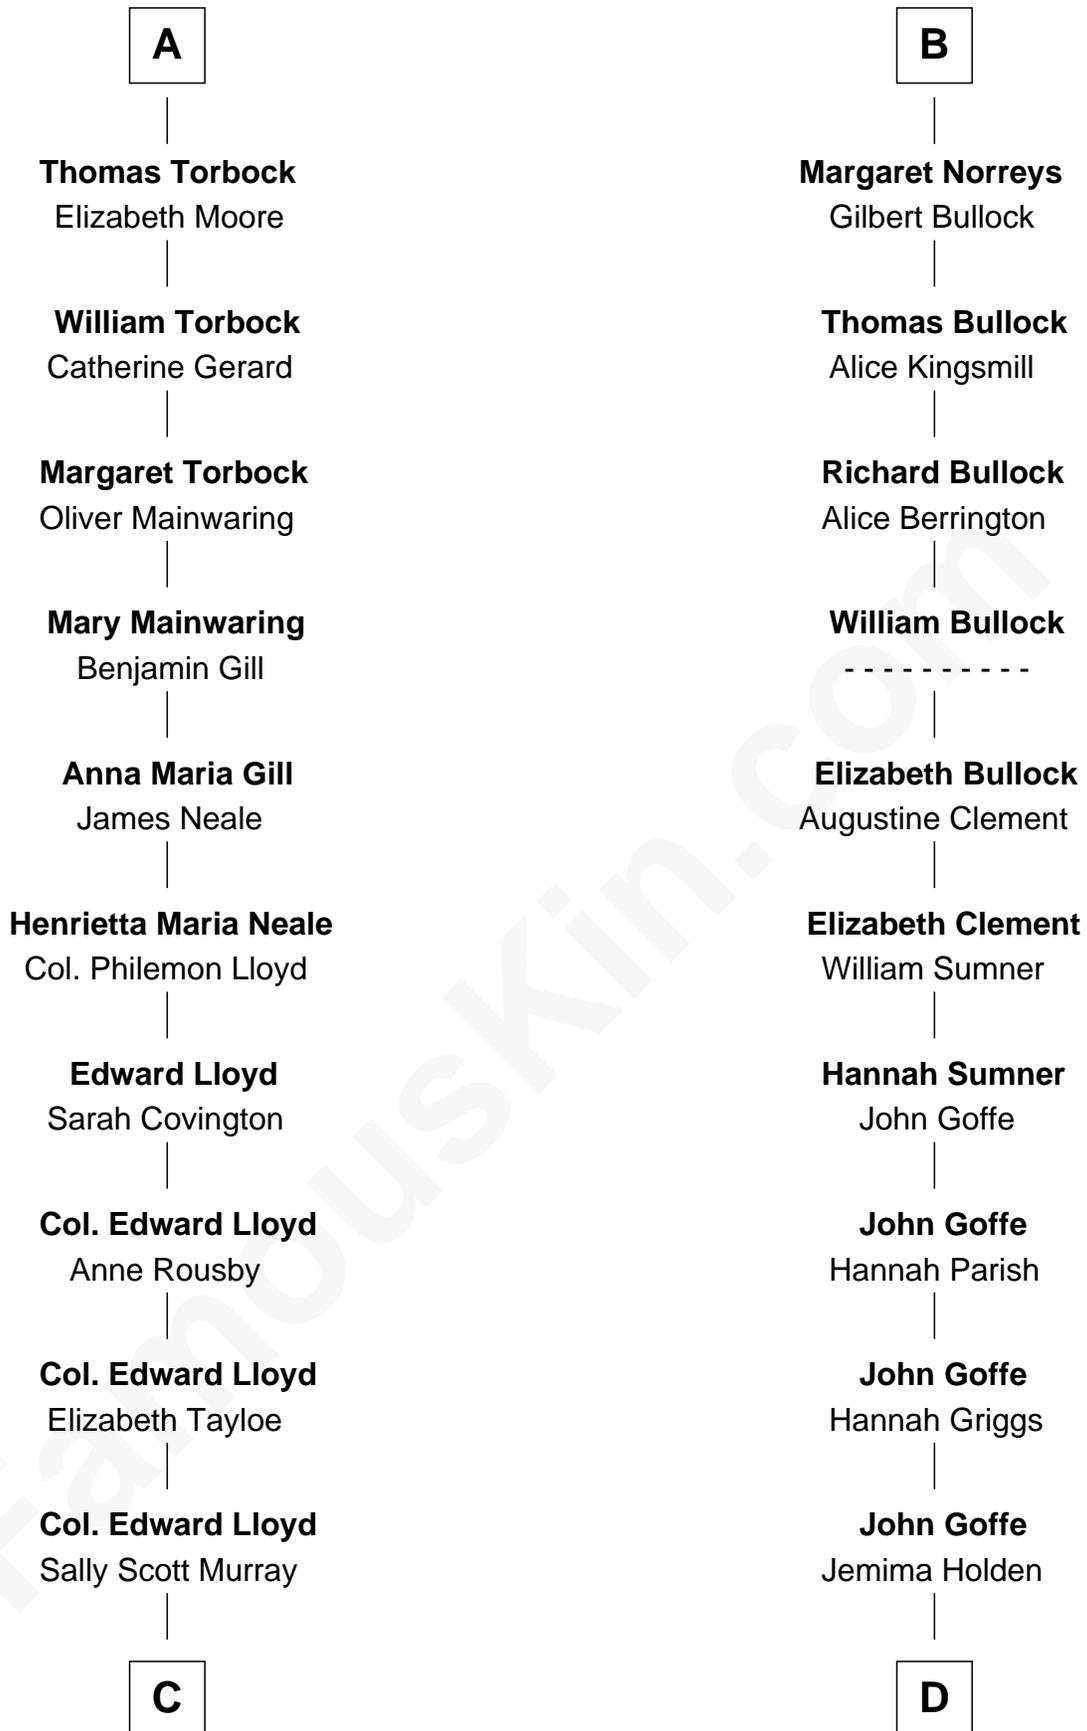 A
Thomas Torbock
Elizabeth Moore
William Torbock
Catherine Gerard
Margaret Torbock
Oliver Mainwaring
Mary Mainwaring
Benjamin Gill
Anna Maria Gill
James Neale
Henrietta Maria Neale
Col. Philemon Lloyd
Edward Lloyd
Sarah Covington
Col. Edward Lloyd
Anne Rousby
Col. Edward Lloyd
Elizabeth Tayloe
Col. Edward Lloyd
Sally Scott Murray
C
B
Margaret Norreys
Gilbert Bullock
Thomas Bullock
Alice Kingsmill
Richard Bullock
Alice Berrington
William Bullock
- - - - - - - - - -
Elizabeth Bullock
Augustine Clement
Elizabeth Clement
William Sumner
Hannah Sumner
John Goffe
John Goffe
Hannah Parish
John Goffe
Hannah Griggs
John Goffe
Jemima Holden
D
FamousKin.com